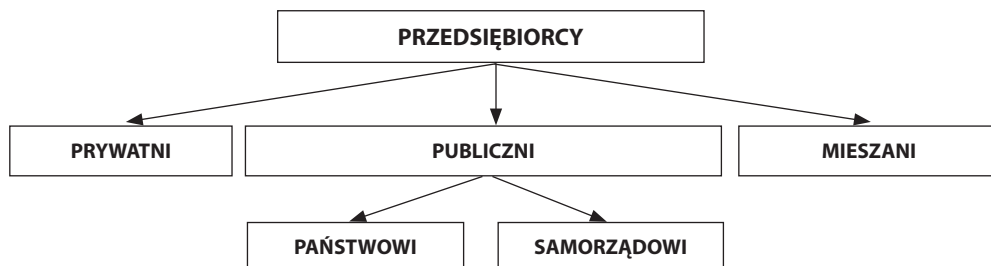 PRZEDSIĘBIORCY
PRYWATNI
PUBLICZNI
MIESZANI
PAŃSTWOWI
SAMORZĄDOWI